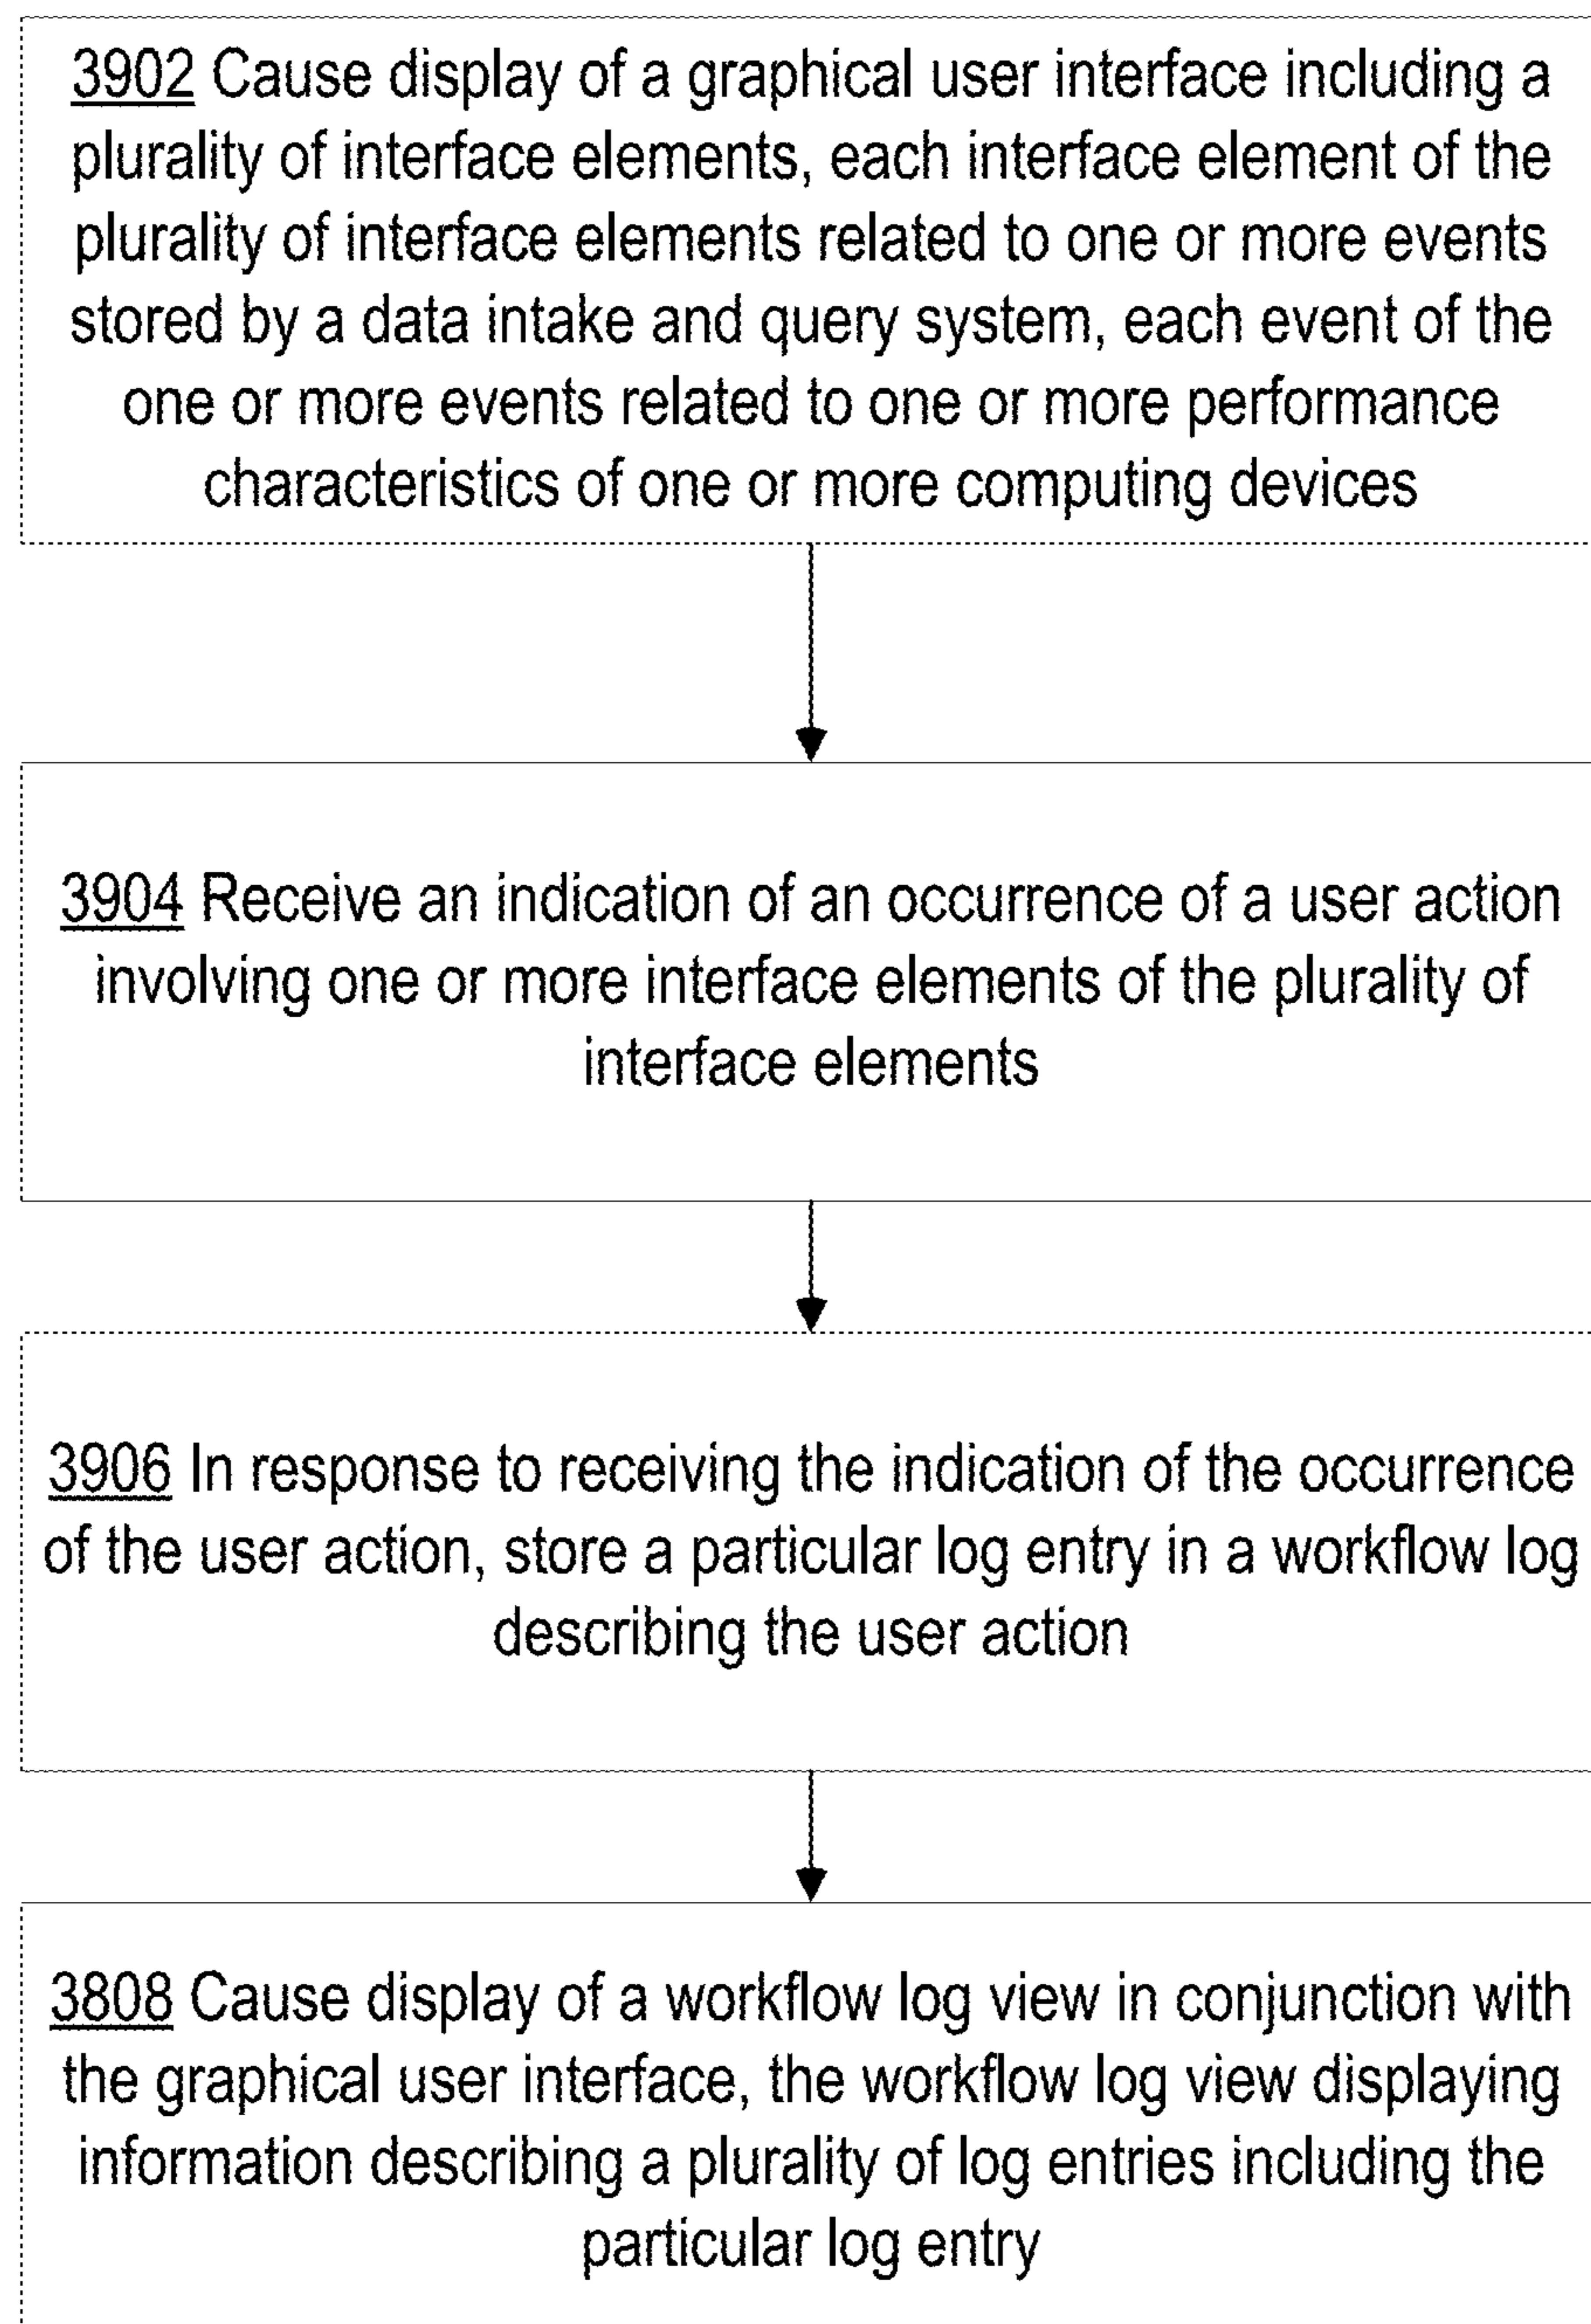 3902 Cause display of a graphical user interface including a
plurality of interface elements, each interface element of the
plurality of interface elements related to one or more events
stored by a data intake and query system, each event of the
one or more events related to one or more performance
characteristics of one or more computing devices
3904 Receive an indication of an occurrence of a user action
involving one or more interface elements of the plurality of
interface elements
3906 In response to receiving the indication of the occurrence
of the user action, store a particular log entry in a workflow log
describing the user action
3808 Cause display of a workflow log view in conjunction with
the graphical user interface, the workflow log view displaying
information describing a plurality of log entries including the
particular log entry